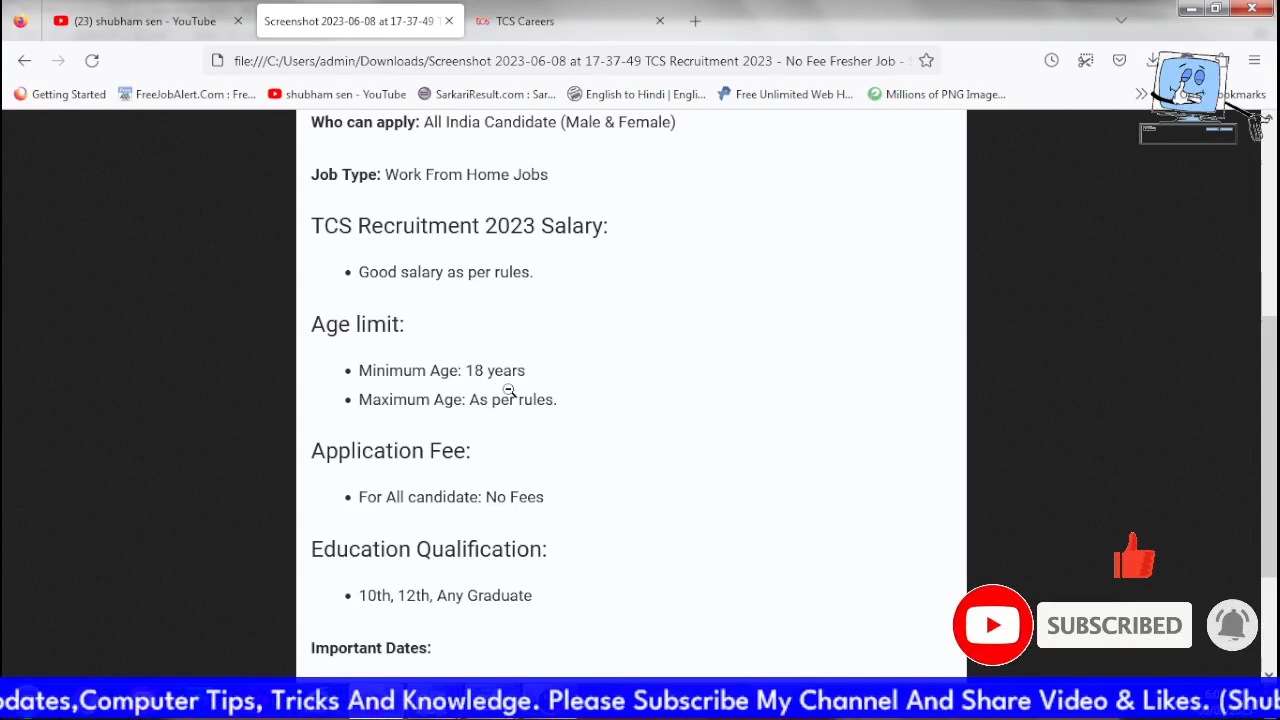 (23) shubham sen - YouTube
Screenshot 2023-06-08 at 17-37-49
TCS Careers
file:///C:/Users/admin/Downloads/Screenshot 2023-06-08 at 17-37-49 TCS Recruitment 2023 - No Fee Fresher Job -
Getting Started
FreeJobAlert.Com : Fre...
shubham sen - YouTube
SarkariResult.com : Sar...
English to Hindi | Engli...
Free Unlimited Web H...
Millions of PNG Image...
Who can apply: All India Candidate (Male & Female)
Job Type: Work From Home Jobs
TCS Recruitment 2023 Salary:
Good salary as per rules.
Age limit:
Minimum Age: 18 years
Maximum Age: As per rules.
Application Fee:
For All candidate: No Fees
Education Qualification:
10th, 12th, Any Graduate
SUBSCRIBED
Important Dates:
dates,Computer Tips, Tricks And Knowledge. Please Subscribe My Channel And Share Video & Likes. (Shub